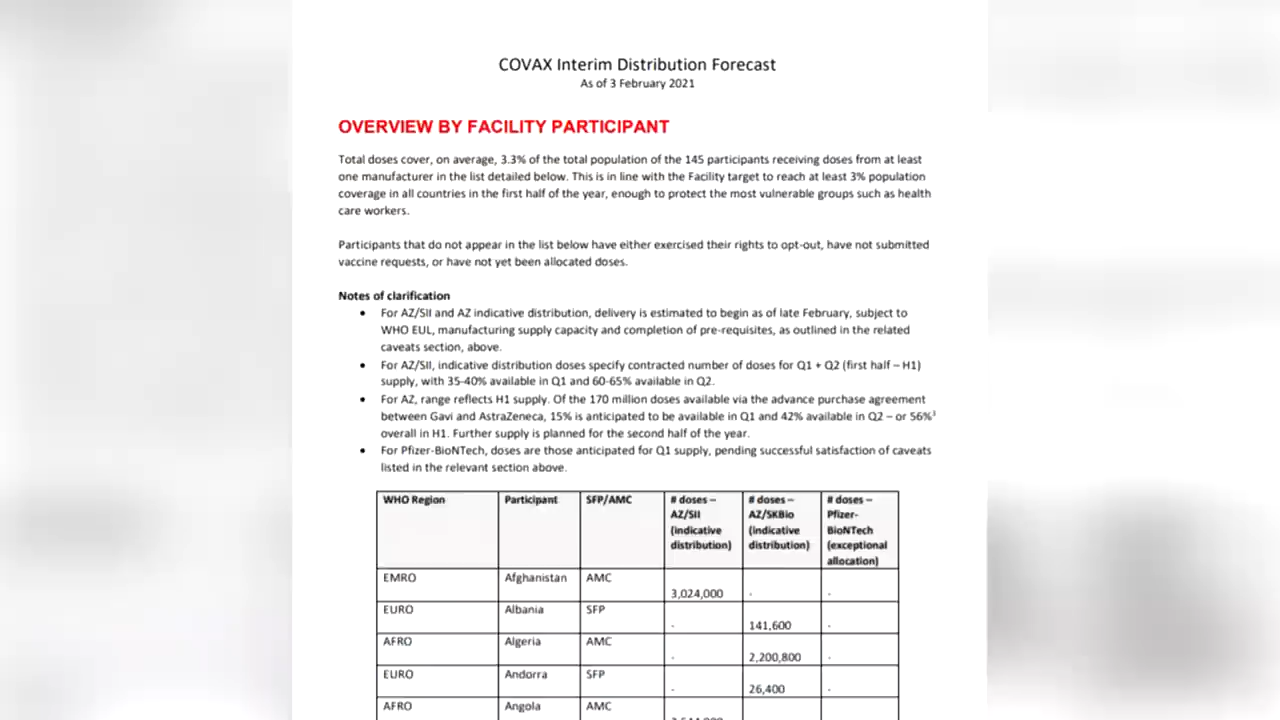 COVAX Interim Distribution Forecast
As of 3 February 2021
OVERVIEW BY FACILITY PARTICIPANT
Total doses cover, on average, 3.3% of the total population of the 145 participants receiving doses from at least
one manufacturer in the list detailed below. This is in line with the Facility target to reach at least 3% population
coverage in all countries in the first half of the year, enough to protect the most vulnerable groups such as health
care workers.
Participants that do not appear in the list below have either exercised their rights to opt-out, have not submitted
vaccine requests, or have not yet been allocated doses.
Notes of clarification
• For AZ/SII and AZ indicative distribution, delivery is estimated to begin as of late February, subject to
WHO EUL, manufacturing supply capacity and completion of pre-requisites, as outlined in the related
caveats section, above.
• For AZ/SII, indicative distribution doses specify contracted number of doses for Q1 + Q2 (first half – H1)
supply, with 35-40% available in Q1 and 60-65% available in Q2.
• For AZ, range reflects H1 supply. Of the 170 million doses available via the advance purchase agreement
between Gavi and AstraZeneca, 15% is anticipated to be available in Q1 and 42% available in Q2 – or 56%¹
overall in H1. Further supply is planned for the second half of the year.
• For Pfizer-BioNTech, doses are those anticipated for Q1 supply, pending successful satisfaction of caveats
listed in the relevant section above.
WHO Region Participant SFP/AMC # doses – # doses – # doses –
AZ/SII AZ/SKBio Pfizer-
(indicative (indicative BioNTech
distribution) distribution) (exceptional
allocation)
EMRO Afghanistan AMC
3,024,000 - -
EURO Albania SFP
- 141,600 -
AFRO Algeria AMC
- 2,200,800 -
EURO Andorra SFP
- 26,400 -
AFRO Angola AMC